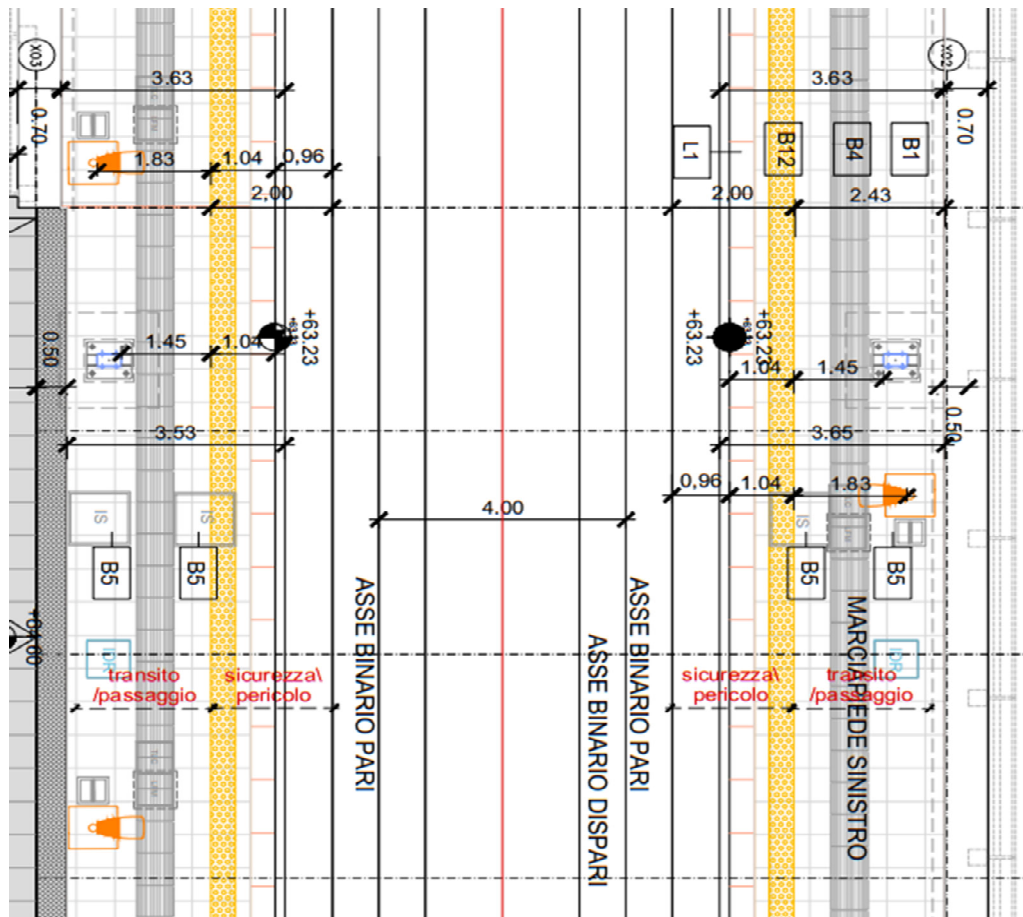 X03
X02
3.63
3.63
0.70
0.70
L1
B12
B4
B1
1.83
1.04
0,96
2,00
2.00
2.43
+63.23
+63.23
+63.23
0.50
1.45
1.04
1.04
1.45
0.50
3.53
3.65
0,96
1.04
1.83
4.00
IS
IS
IS
B5
B5
B5
B5
ASSE BINARIO PARI
ASSE BINARIO DISPARI
ASSE BINARIO PARI
MARCIAPIEDE SINISTRO
IDR
IDR
transito
/passaggio
sicurezza\
pericolo
sicurezza\
pericolo
transito
/passaggio